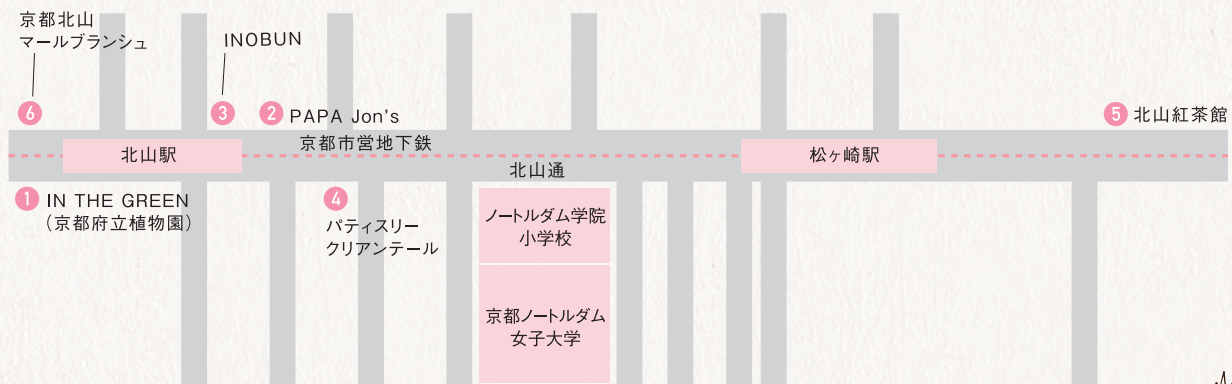 京都北山
マールブランシュ
INOBUN
6
3
2 PAPA Jon's
5 北山紅茶館
京都市営地下鉄
北山駅
松ヶ崎駅
北山通
1 IN THE GREEN
（京都府立植物園）
4
パティスリー
クリアンテール
ノートルダム学院
小学校
京都ノートルダム
女子大学